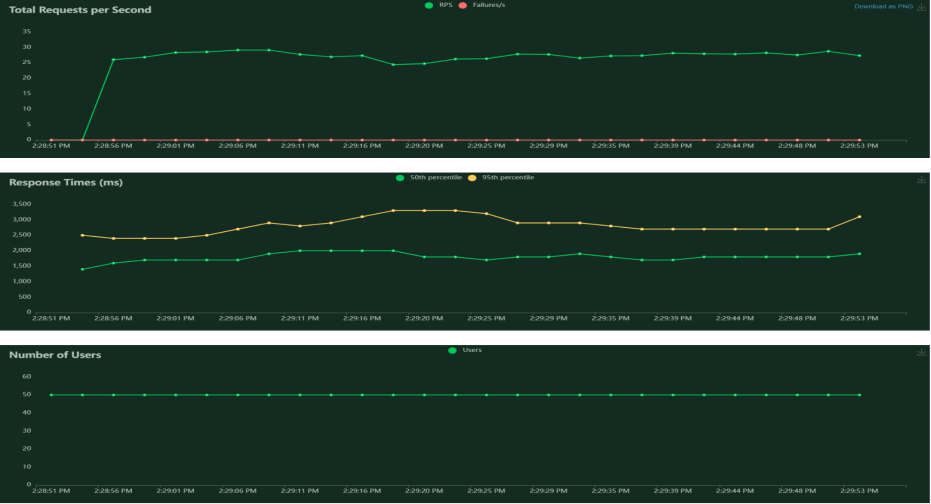 Total Requests per Second
RPS Failures/s
Download as PNG
35
30
25
20
15
10
5
0
2:28:51 PM 2:28:56 PM 2:29:01 PM 2:29:06 PM 2:29:11 PM 2:29:16 PM 2:29:20 PM 2:29:25 PM 2:29:29 PM 2:29:35 PM 2:29:39 PM 2:29:44 PM 2:29:48 PM 2:29:53 PM
Response Times (ms)
50th percentile 95th percentile
3,500
3,000
2,500
2,000
1,500
1,000
500
0
2:28:51 PM 2:28:56 PM 2:29:01 PM 2:29:06 PM 2:29:11 PM 2:29:16 PM 2:29:20 PM 2:29:25 PM 2:29:29 PM 2:29:35 PM 2:29:39 PM 2:29:44 PM 2:29:48 PM 2:29:53 PM
Number of Users
Users
60
50
40
30
20
10
0
2:28:51 PM 2:28:56 PM 2:29:01 PM 2:29:06 PM 2:29:11 PM 2:29:16 PM 2:29:20 PM 2:29:25 PM 2:29:29 PM 2:29:35 PM 2:29:39 PM 2:29:44 PM 2:29:48 PM 2:29:53 PM